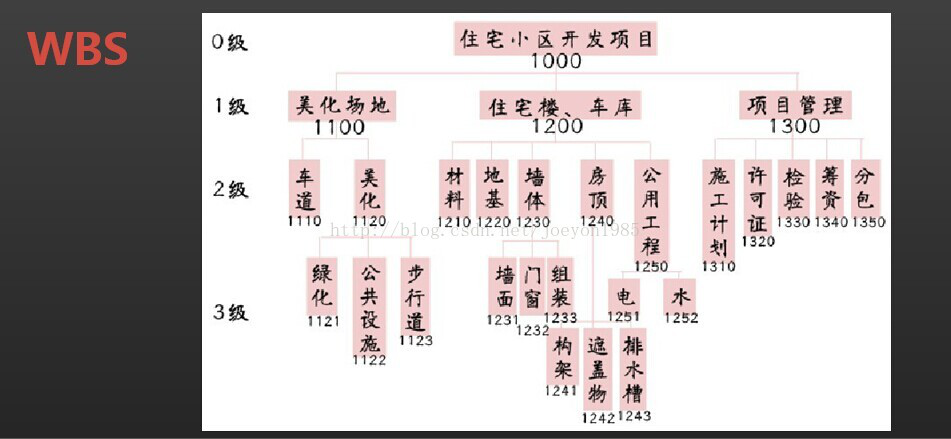 WBS
0级
住宅小区开发项目
1000
1级
美化场地
1100
住宅楼、车库
1200
项目管理
1300
2级
车道
1110
美化
1120
材料
1210
地基
1220
墙体
1230
房顶
1240
公用工程
1250
施工计划
1310
许可证
1320
检验
1330
筹资
1340
分包
1350
http://blog.csdn.net/joeyon1985
3级
绿化
1121
公共设施
1122
步行道
1123
墙面
1231
门窗
1232
组装
1233
电
1251
水
1252
构架
1241
遮盖物
1242
排水槽
1243